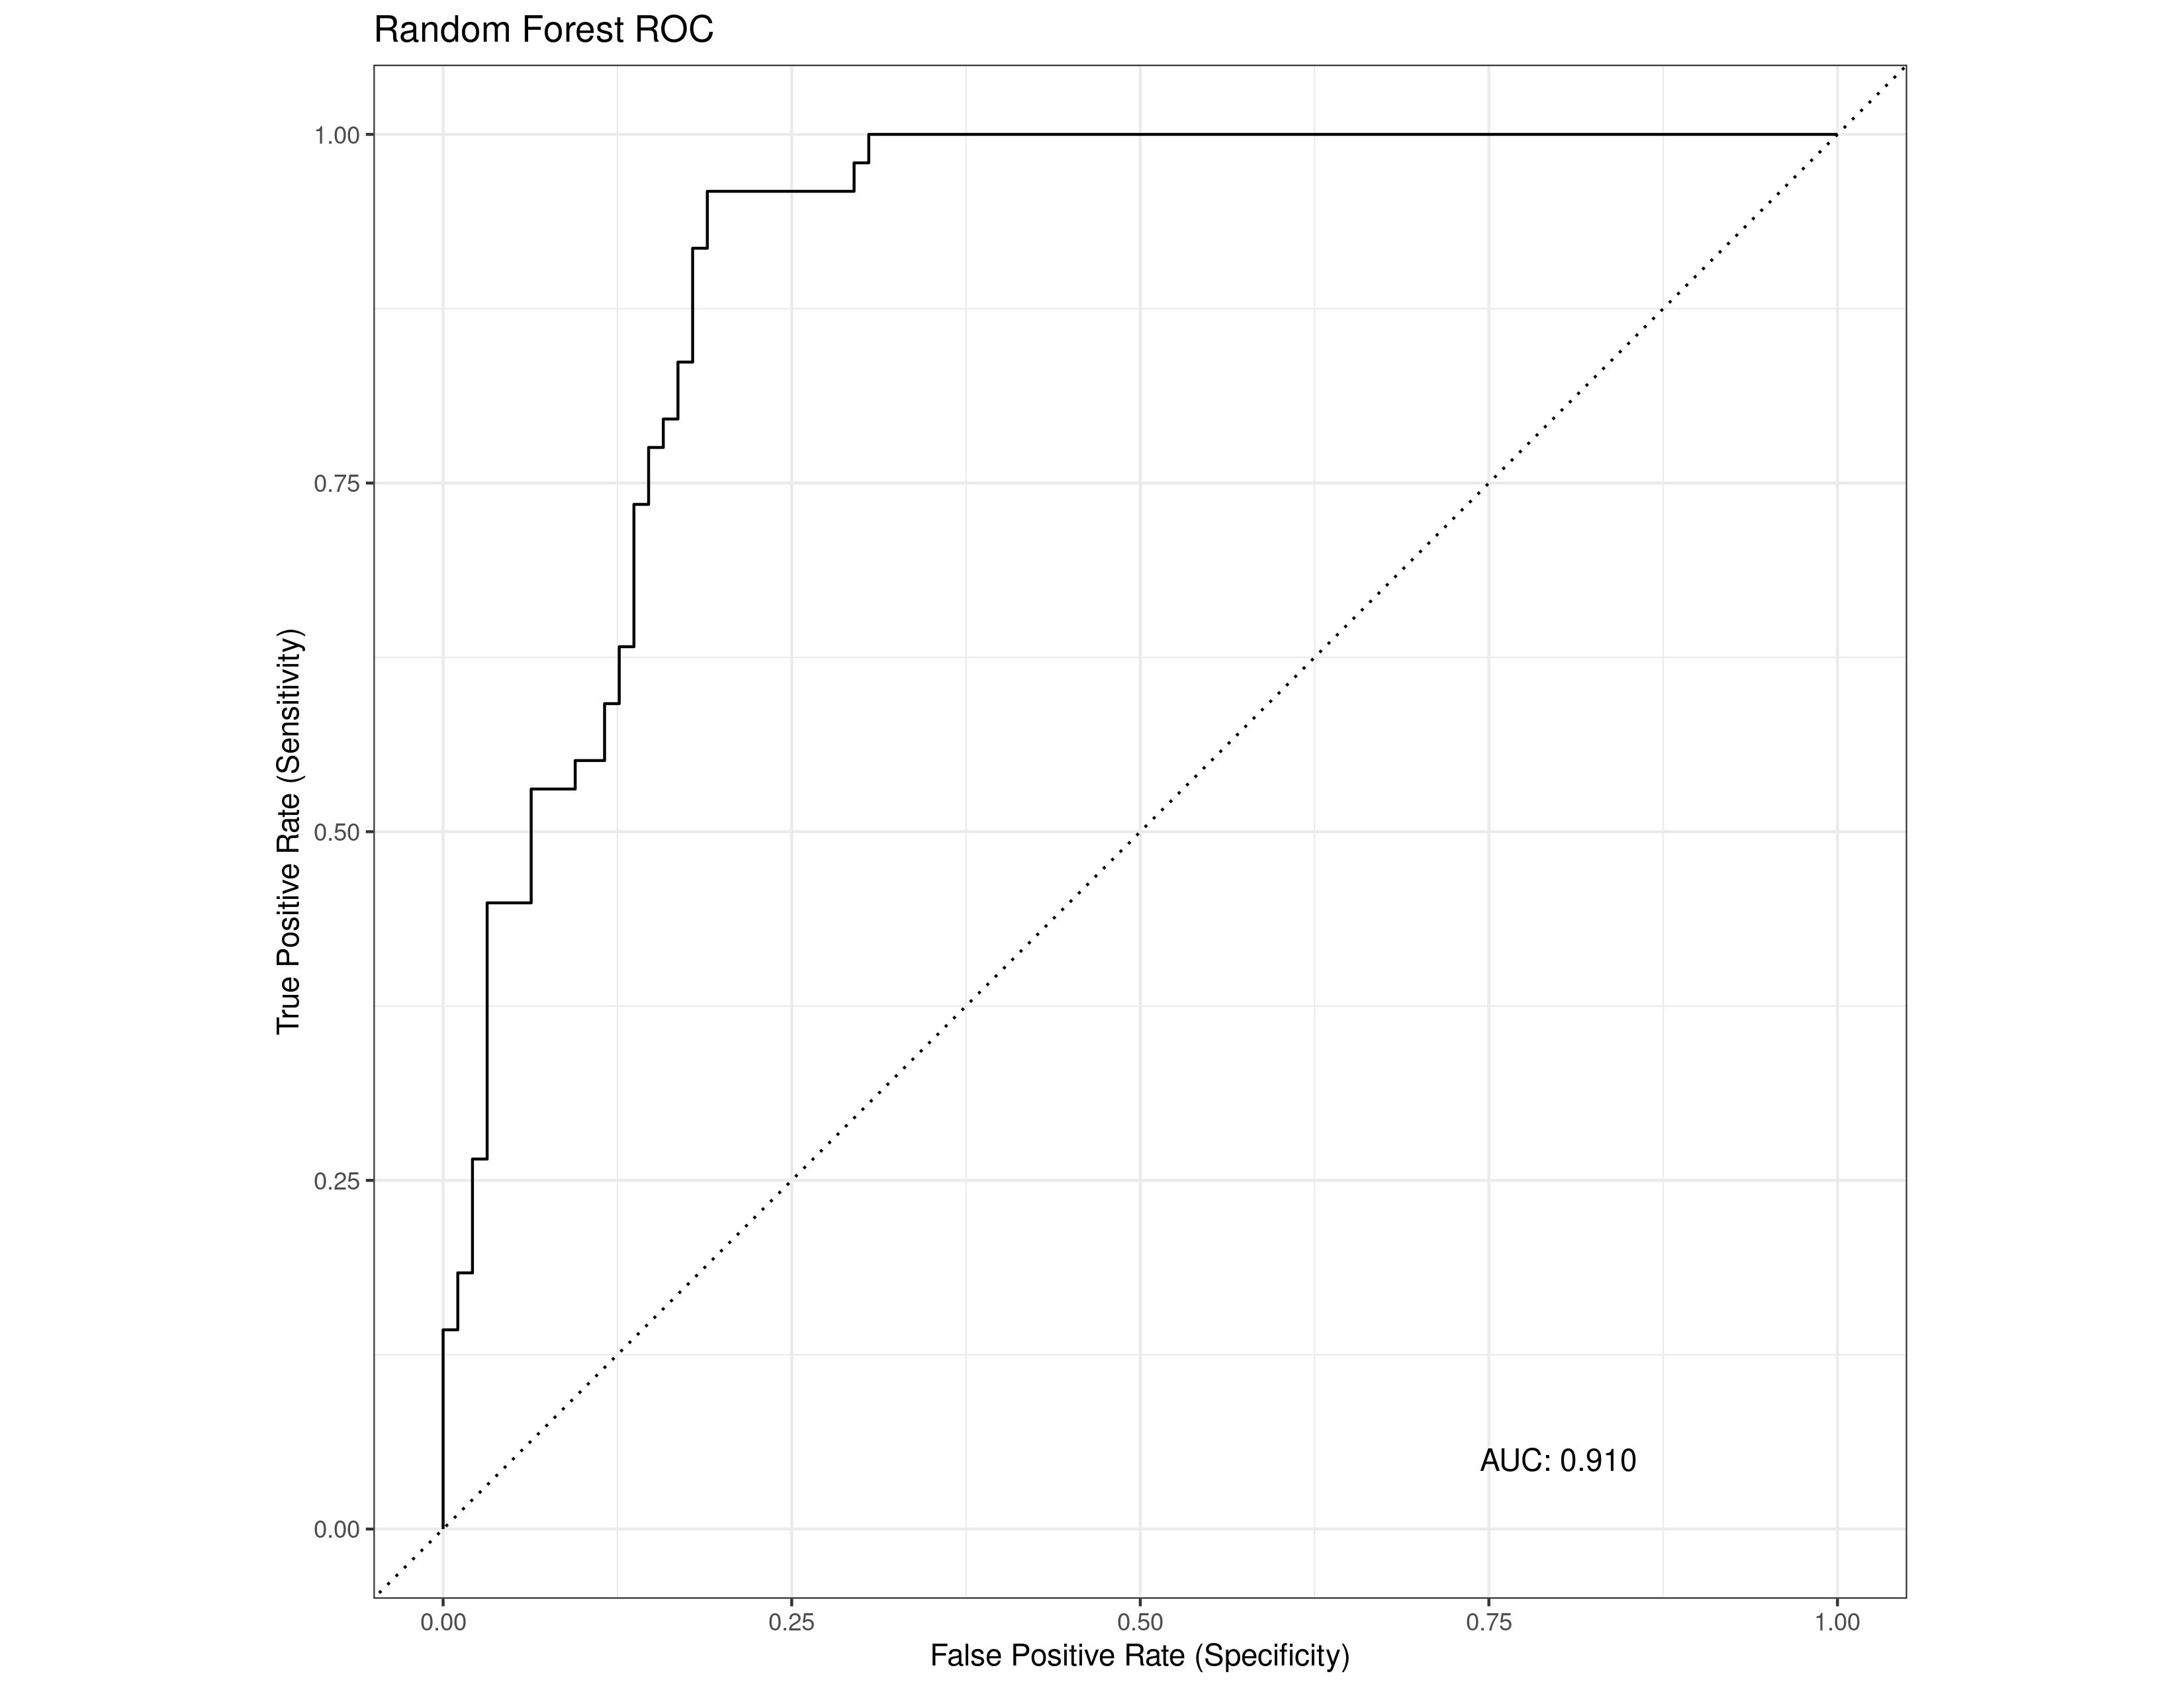 Random Forest ROC
True Positive Rate (Sensitivity)
1.00
0.75
0.50
0.25
0.00
AUC: 0.910
0.00 0.25 0.50 0.75 1.00
False Positive Rate (Specificity)